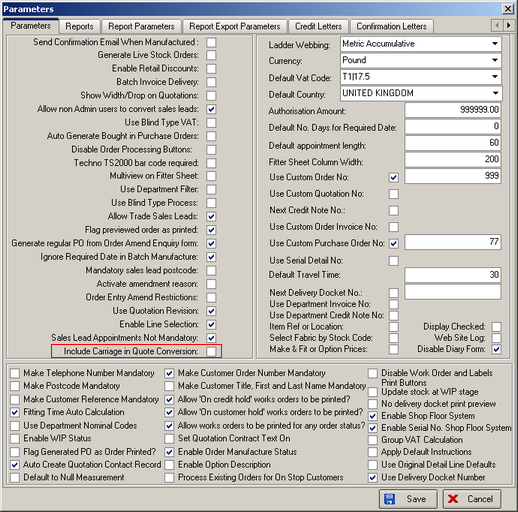 Parameters
Parameters Reports Report Parameters Report Export Parameters Credit Letters Confirmation Letters
Send Confirmation Email When Manufactured :
Generate Live Stock Orders:
Enable Retail Discounts:
Batch Invoice Delivery:
Show Width/Drop on Quotations:
Allow non Admin users to convert sales leads:
Use Blind Type VAT:
Auto Generate Bought in Purchase Orders:
Disable Order Processing Buttons:
Techno TS2000 bar code required:
Multiview on Fitter Sheet:
Use Department Filter:
Use Blind Type Process:
Allow Trade Sales Leads:
Flag previewed order as printed:
Generate regular PO from Order Amend Enquiry form:
Ignore Required Date in Batch Manufacture:
Mandatory sales lead postcode:
Activate amendment reason:
Order Entry Amend Restrictions:
Use Quotation Revision:
Enable Line Selection:
Sales Lead Appointments Not Mandatory:
Include Carriage in Quote Conversion:
Ladder Webbing: Metric Accumulative
Currency: Pound
Default Vat Code: T1|17.5
Default Country: UNITED KINGDOM
Authorisation Amount: 999999.00
Default No. Days for Required Date: 0
Default appointment length: 60
Fitter Sheet Column Width: 200
Use Custom Order No: 999
Use Custom Quotation No:
Next Credit Note No.:
Use Custom Order Invoice No:
Use Custom Purchase Order No: 77
Use Serial Detail No:
Default Travel Time: 30
Next Delivery Docket No.:
Use Department Invoice No:
Use Department Credit Note No:
Item Ref or Location: Display Checked:
Select Fabric by Stock Code: Web Site Log:
Make & Fit or Option Prices: Disable Diary Form:
Make Telephone Number Mandatory
Make Postcode Mandatory
Make Customer Reference Mandatory
Fitting Time Auto Calculation
Use Department Nominal Codes
Enable WIP Status
Flag Generated PO as Order Printed?
Auto Create Quotation Contact Record
Default to Null Measurement
Make Customer Order Number Mandatory
Make Customer Title, First and Last Name Mandatory
Allow 'On credit hold' works orders to be printed?
Allow 'On customer hold' works orders to be printed?
Allow works orders to be printed for any order status?
Set Quotation Contract Text On
Enable Order Manufacture Status
Enable Option Description
Process Existing Orders for On Stop Customers
Disable Work Order and Labels
Print Buttons
Update stock at WIP stage
No delivery docket print preview
Enable Shop Floor System
Enable Serial No. Shop Floor System
Group VAT Calculation
Apply Default Instructions
Use Original Detail Line Defaults
Use Delivery Docket Number
Save Cancel